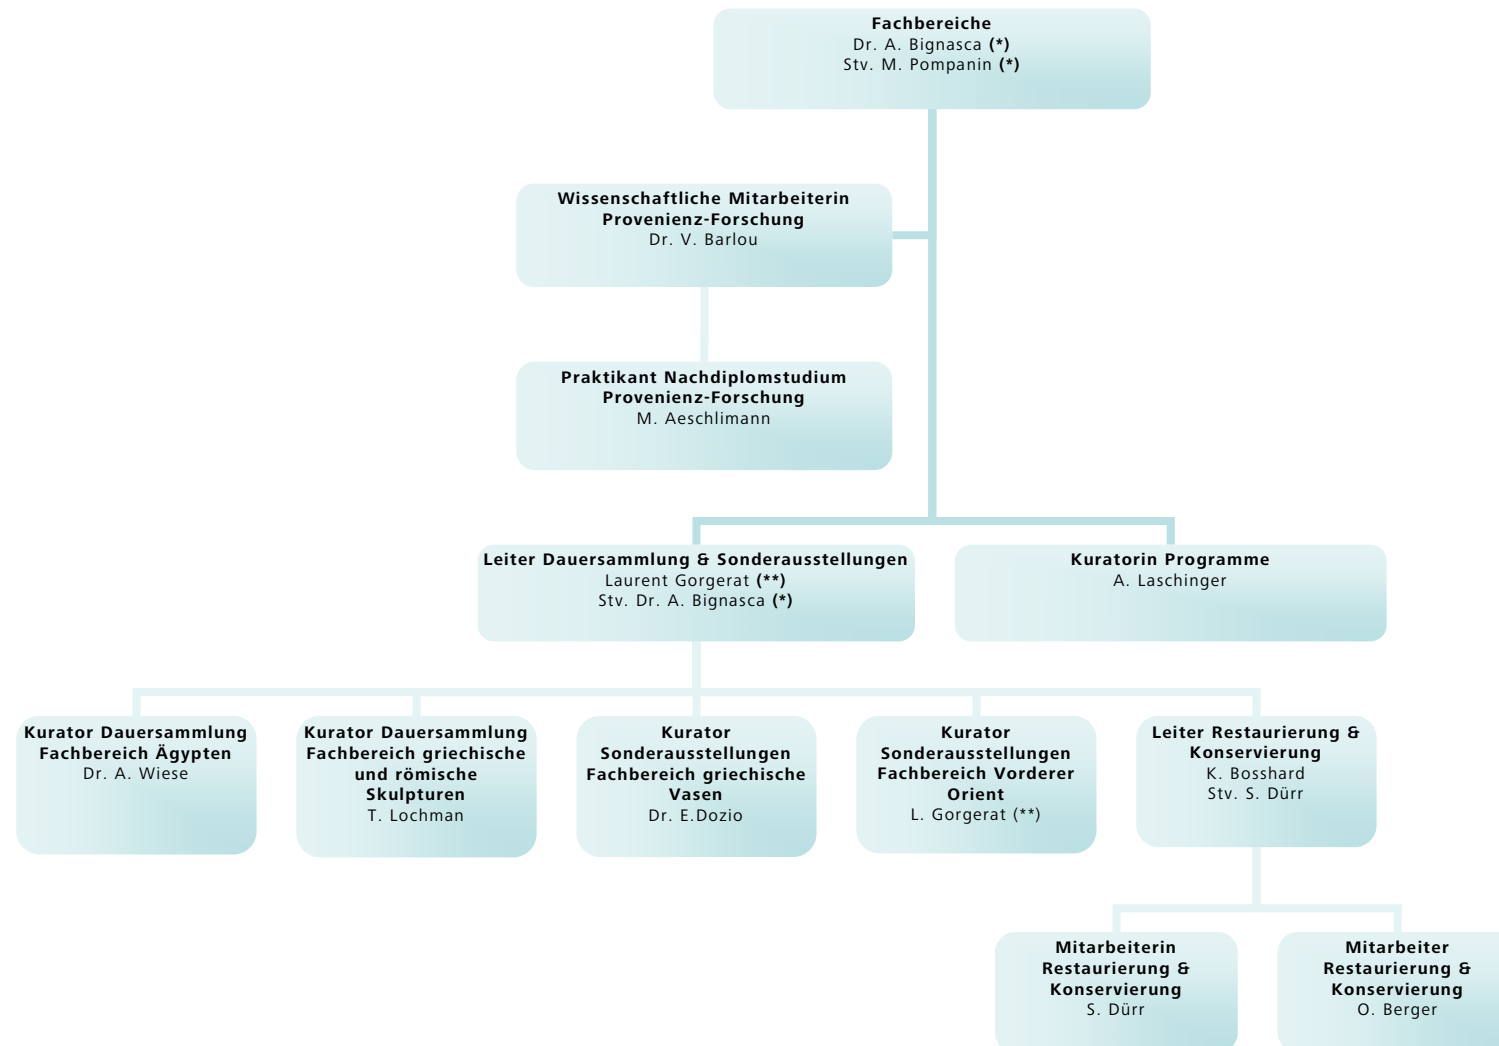 Fachbereiche
Dr. A. Bignasca (*)
Stv. M. Pompanin (*)
Wissenschaftliche Mitarbeiterin
Provenienz-Forschung
Dr. V. Barlou
Praktikant Nachdiplomstudium
Provenienz-Forschung
M. Aeschlimann
Leiter Dauersammlung & Sonderausstellungen
Laurent Gorgerat (**)
Stv. Dr. A. Bignasca (*)
Kuratorin Programme
A. Laschinger
Kurator Dauersammlung
Fachbereich Ägypten
Dr. A. Wiese
Kurator Dauersammlung
Fachbereich griechische
und römische
Skulpturen
T. Lochman
Kurator
Sonderausstellungen
Fachbereich griechische
Vasen
Dr. E.Dozio
Kurator
Sonderausstellungen
Fachbereich Vorderer
Orient
L. Gorgerat (**)
Leiter Restaurierung &
Konservierung
K. Bosshard
Stv. S. Dürr
Mitarbeiterin
Restaurierung &
Konservierung
S. Dürr
Mitarbeiter
Restaurierung &
Konservierung
O. Berger